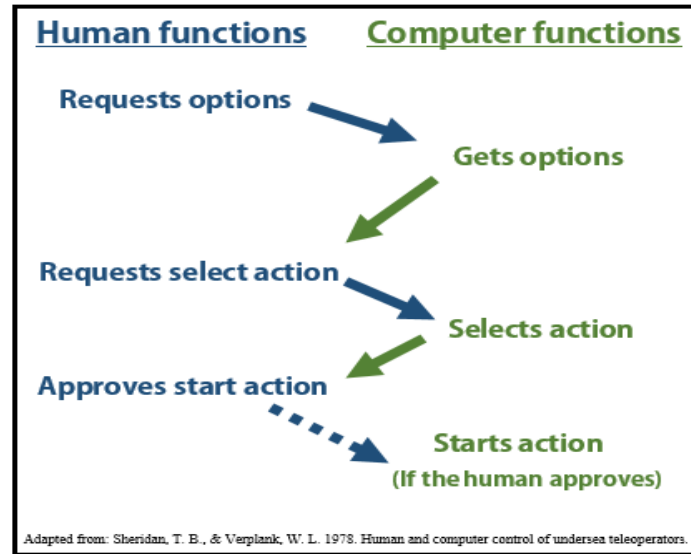 Human functions
Computer functions
Requests options
Gets options
Requests select action
Selects action
Approves start action
Starts action
(If the human approves)
Adapted from: Sheridan, T. B., & Verplank, W. L. 1978. Human and computer control of undersea teleoperators.